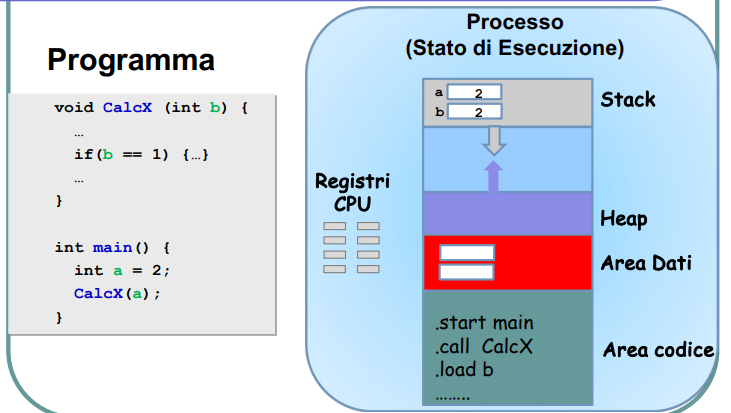 Programma
void CalcX (int b) {
…
if(b == 1) {…}
…
}
int main() {
int a = 2;
CalcX(a);
}
Processo
(Stato di Esecuzione)
a 2
b 2
Stack
Registri
CPU
Heap
Area Dati
.start main
.call CalcX
.load b
……..
Area codice